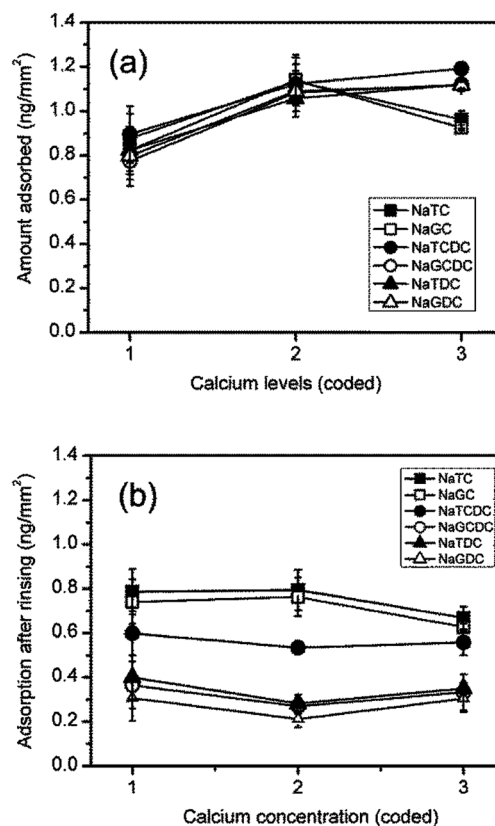 (a)
Amount adsorbed (ng/mm²)
1.4
1.2
1.0
0.8
0.6
0.4
0.2
0.0
NaTC
NaGC
NaTCDC
NaGCDC
NaTDC
NaGDC
1 2 3
Calcium levels (coded)
(b)
Adsorption after rinsing (ng/mm²)
1.4
1.2
1.0
0.8
0.6
0.4
0.2
0.0
NaTC
NaGC
NaTCDC
NaGCDC
NaTDC
NaGDC
1 2 3
Calcium concentration (coded)